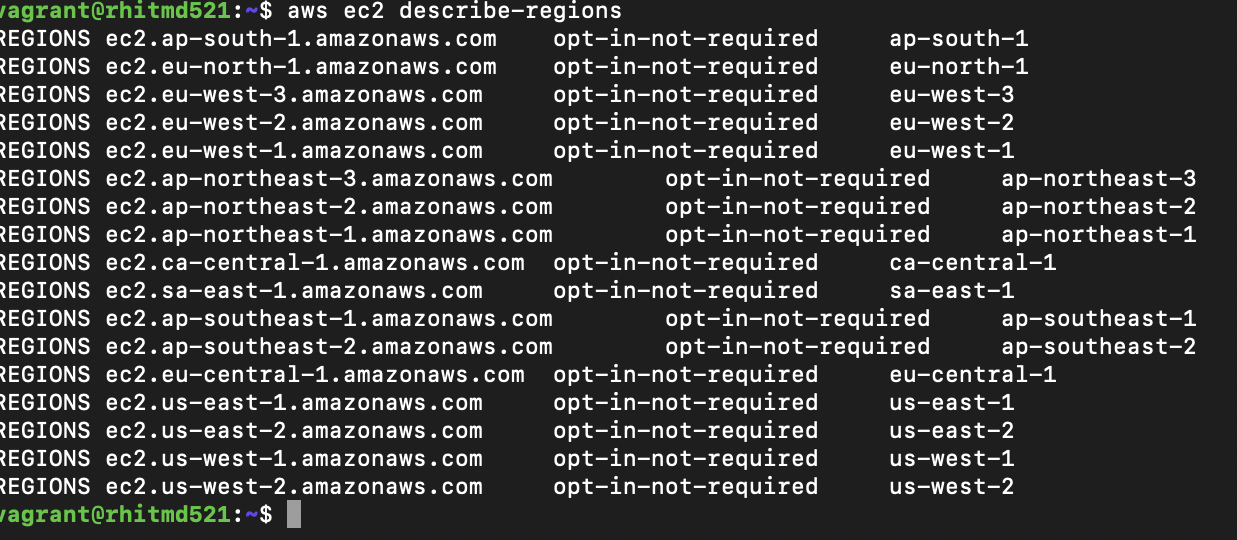 vagrant@rhitmd521:~$ aws ec2 describe-regions
REGIONS ec2.ap-south-1.amazonaws.com opt-in-not-required ap-south-1
REGIONS ec2.eu-north-1.amazonaws.com opt-in-not-required eu-north-1
REGIONS ec2.eu-west-3.amazonaws.com opt-in-not-required eu-west-3
REGIONS ec2.eu-west-2.amazonaws.com opt-in-not-required eu-west-2
REGIONS ec2.eu-west-1.amazonaws.com opt-in-not-required eu-west-1
REGIONS ec2.ap-northeast-3.amazonaws.com opt-in-not-required ap-northeast-3
REGIONS ec2.ap-northeast-2.amazonaws.com opt-in-not-required ap-northeast-2
REGIONS ec2.ap-northeast-1.amazonaws.com opt-in-not-required ap-northeast-1
REGIONS ec2.ca-central-1.amazonaws.com opt-in-not-required ca-central-1
REGIONS ec2.sa-east-1.amazonaws.com opt-in-not-required sa-east-1
REGIONS ec2.ap-southeast-1.amazonaws.com opt-in-not-required ap-southeast-1
REGIONS ec2.ap-southeast-2.amazonaws.com opt-in-not-required ap-southeast-2
REGIONS ec2.eu-central-1.amazonaws.com opt-in-not-required eu-central-1
REGIONS ec2.us-east-1.amazonaws.com opt-in-not-required us-east-1
REGIONS ec2.us-east-2.amazonaws.com opt-in-not-required us-east-2
REGIONS ec2.us-west-1.amazonaws.com opt-in-not-required us-west-1
REGIONS ec2.us-west-2.amazonaws.com opt-in-not-required us-west-2
vagrant@rhitmd521:~$